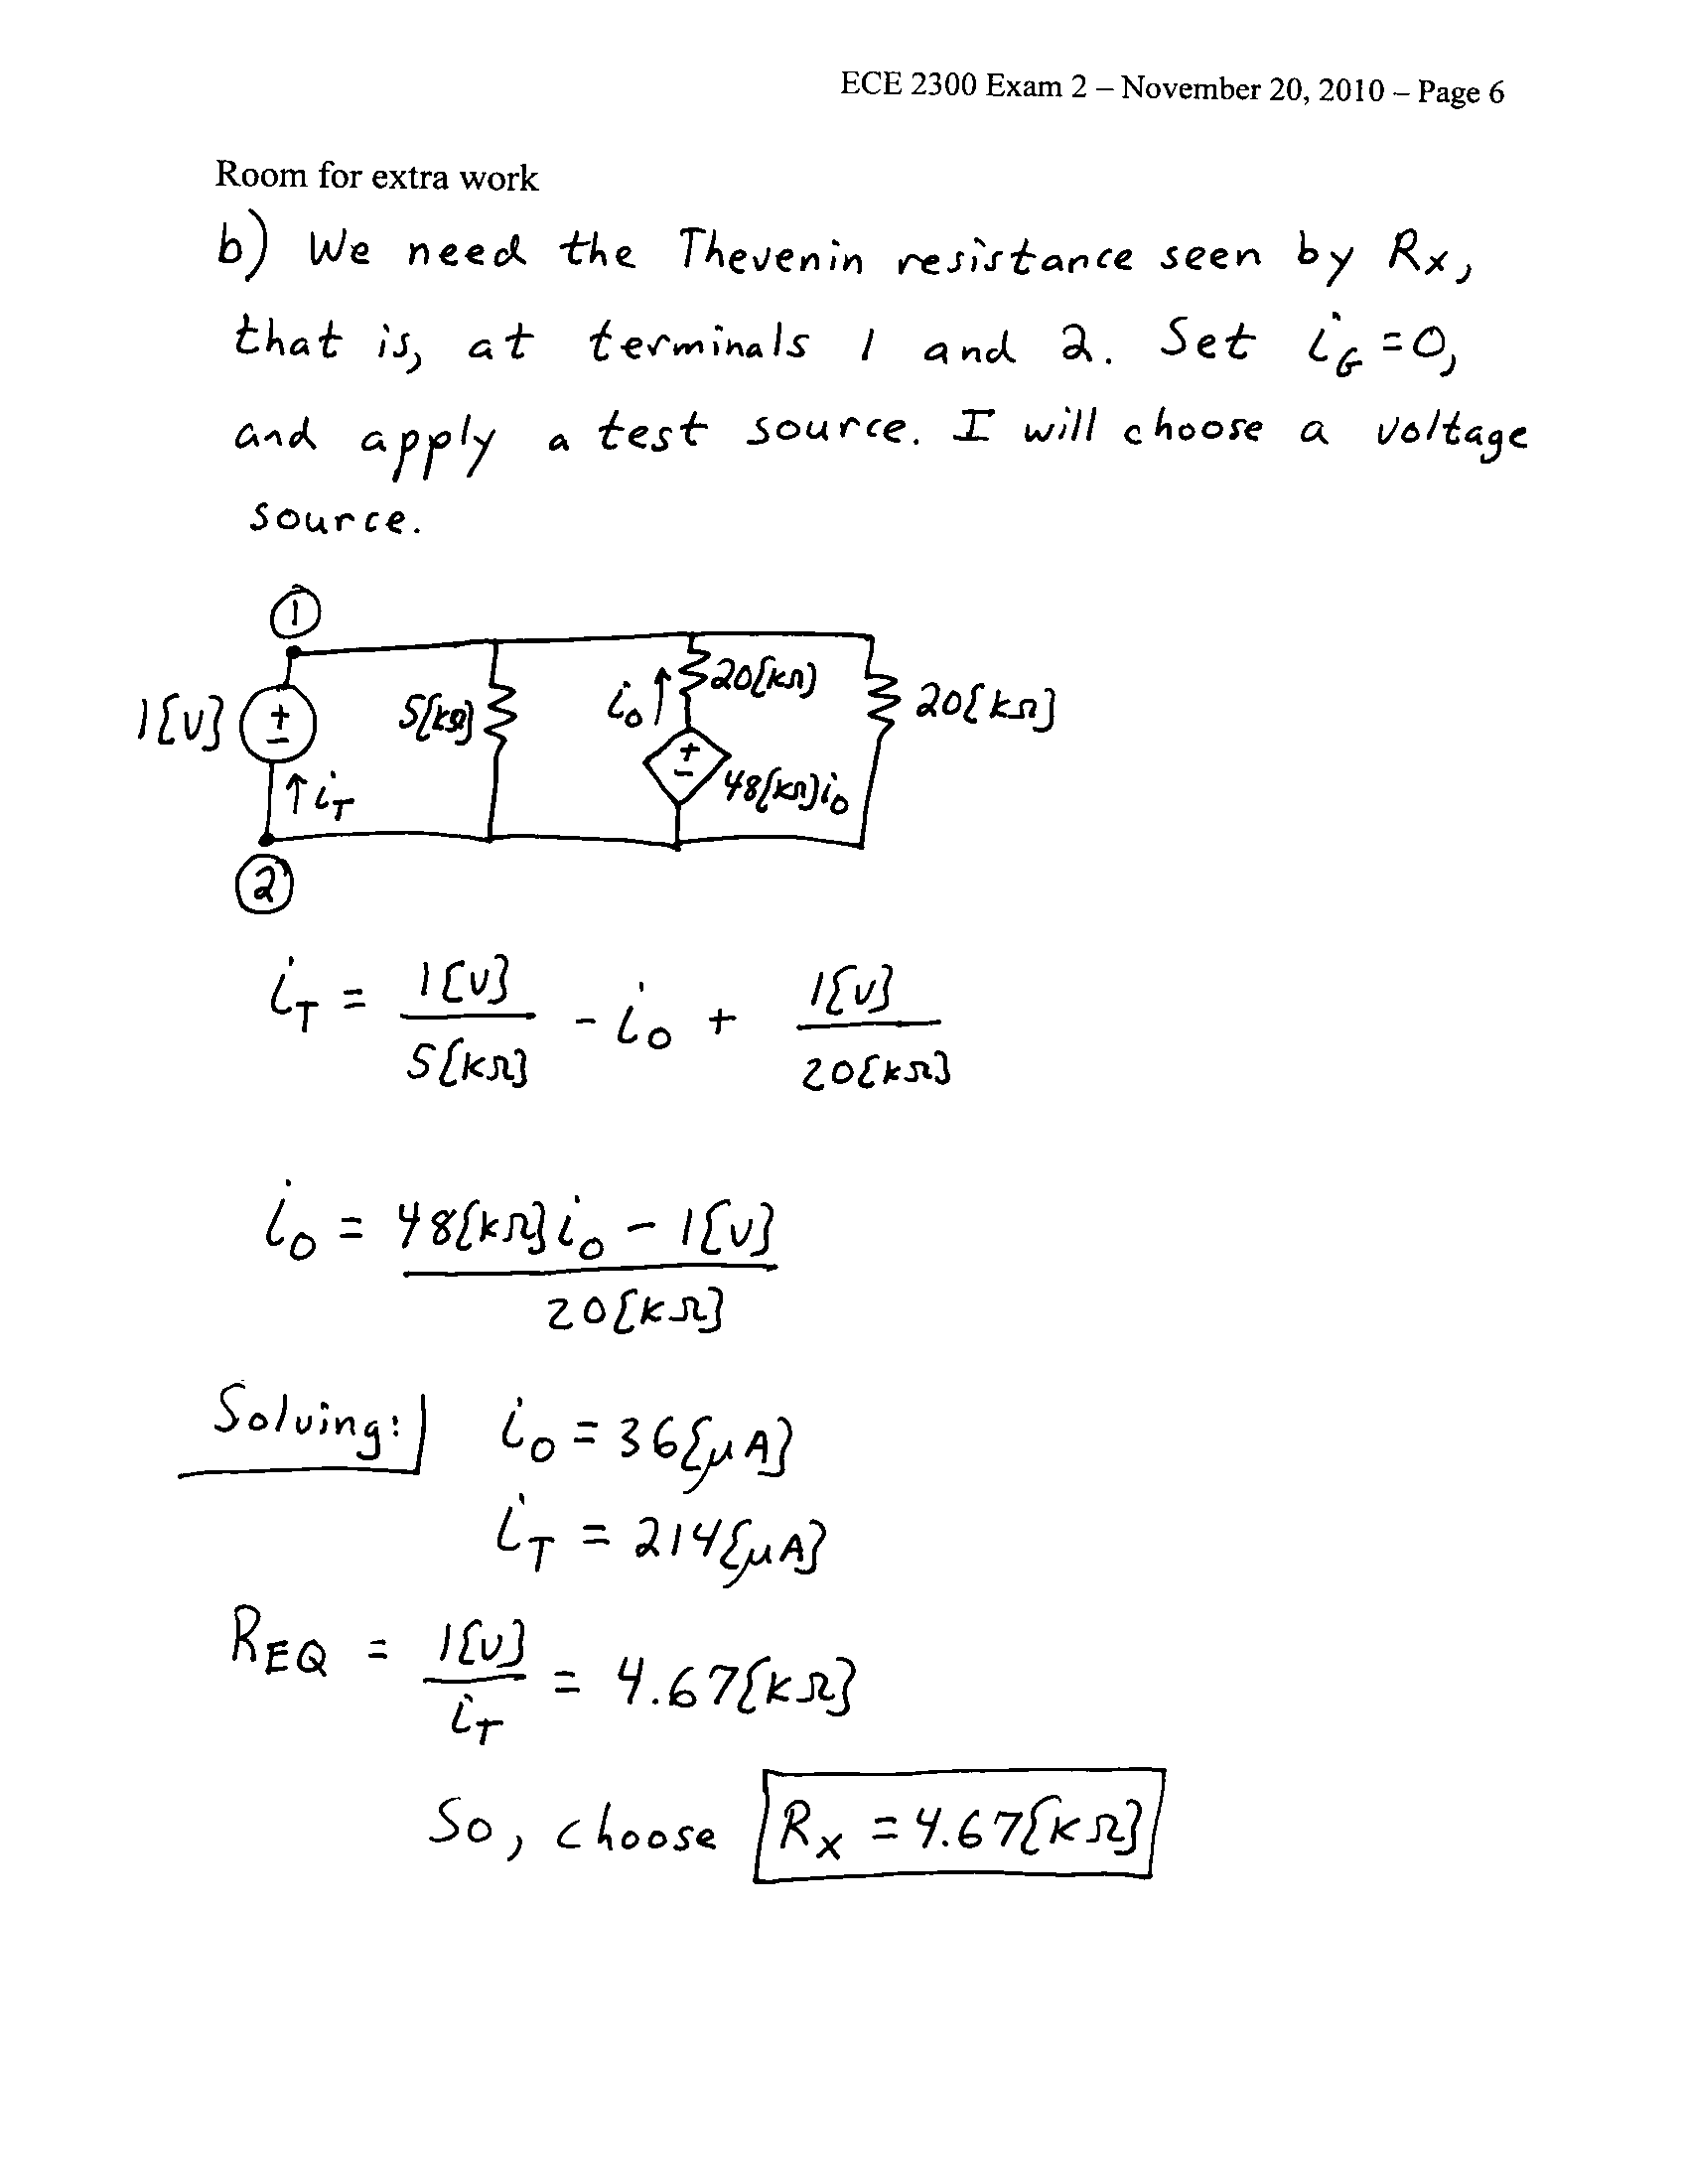 ECE 2300 Exam 2 – November 20, 2010 – Page 6
Room for extra work
b) We need the Thevenin resistance seen by Rx,
that is, at terminals 1 and 2. Set iG =0,
and apply a test source. I will choose a voltage
source.
1
1[V] + - 5[kΩ] iO 20[kΩ] 20[kΩ]
iT + - 48[kΩ]iO
2
iT = 1[V] / 5[kΩ] - iO + 1[V] / 20[kΩ]
iO = 48[kΩ]iO - 1[V] / 20[kΩ]
Solving: iO = 36[μA]
iT = 214[μA]
REQ = 1[V] / iT = 4.67[kΩ]
So, choose Rx = 4.67[kΩ]